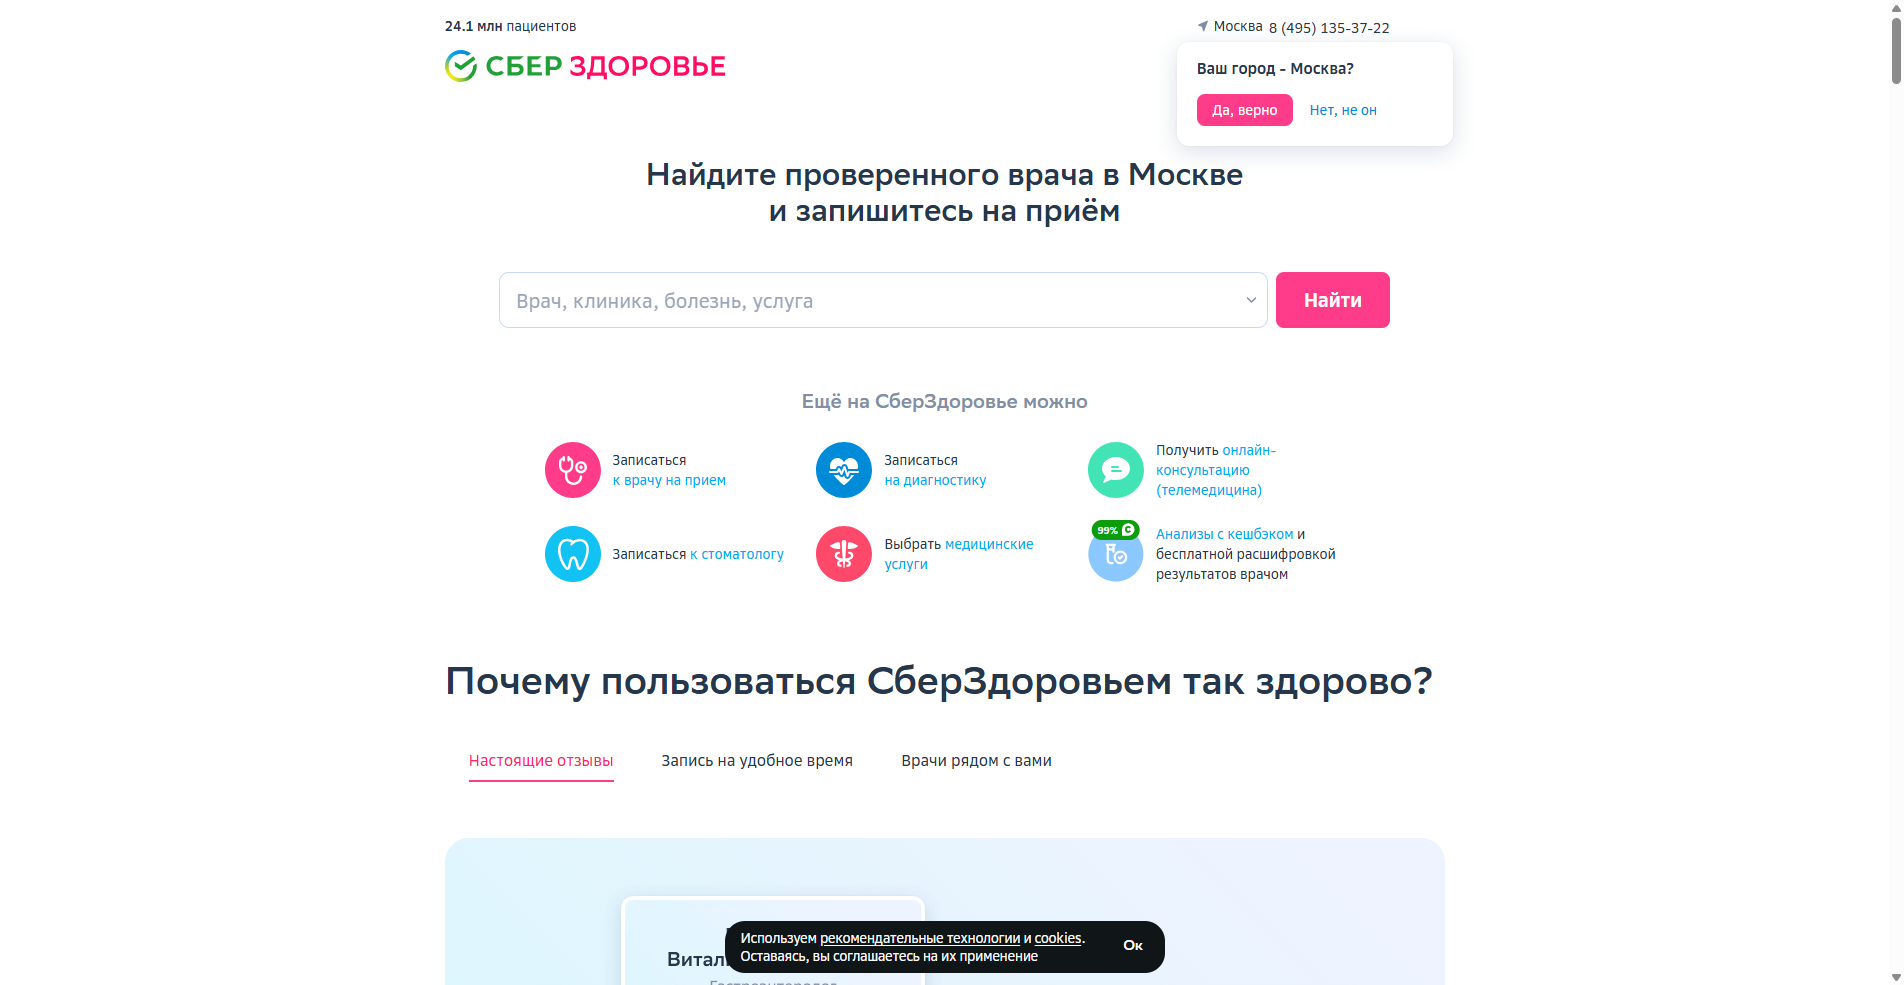 24.1 млн пациентов
Москва 8 (495) 135-37-22
СБЕР ЗДОРОВЬЕ
Ваш город - Москва?
Да, верно
Нет, не он
Найдите проверенного врача в Москве
и запишитесь на приём
Врач, клиника, болезнь, услуга
Найти
Ещё на СберЗдоровье можно
Записаться
к врачу на прием
Записаться
на диагностику
Получить онлайн-
консультацию
(телемедицина)
Записаться к стоматологу
Выбрать медицинские
услуги
99%
Анализы с кешбэком и
бесплатной расшифровкой
результатов врачом
Почему пользоваться СберЗдоровьем так здорово?
Настоящие отзывы
Запись на удобное время
Врачи рядом с вами
Используем рекомендательные технологии и cookies.
Оставаясь, вы соглашаетесь на их применение
Ок